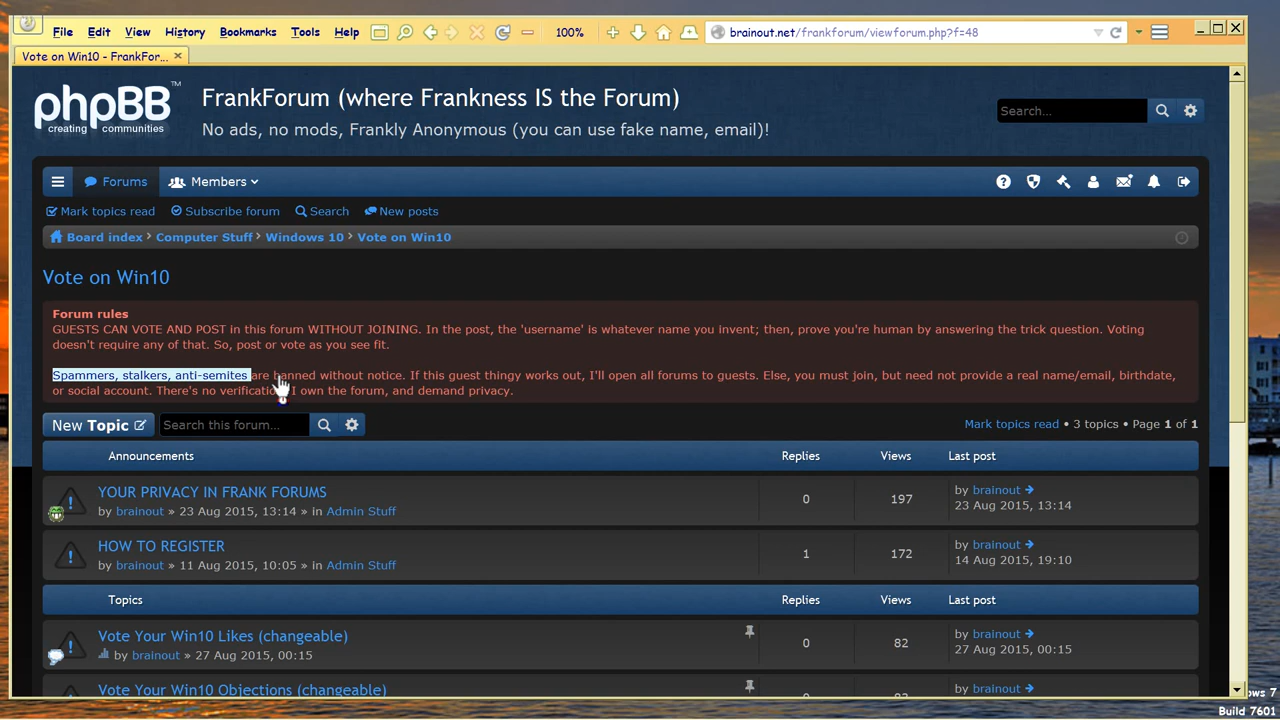 File Edit View History Bookmarks Tools Help 100% brainout.net/frankforum/viewforum.php?f=48
Vote on Win10 - FrankFor... ×
phpBB™
creating communities
FrankForum (where Frankness IS the Forum)
No ads, no mods, Frankly Anonymous (you can use fake name, email)!
Search...
Forums Members
Mark topics read Subscribe forum Search New posts
Board index › Computer Stuff › Windows 10 › Vote on Win10
Vote on Win10
Forum rules
GUESTS CAN VOTE AND POST in this forum WITHOUT JOINING. In the post, the 'username' is whatever name you invent; then, prove you're human by answering the trick question. Voting
doesn't require any of that. So, post or vote as you see fit.
Spammers, stalkers, anti-semites are banned without notice. If this guest thingy works out, I'll open all forums to guests. Else, you must join, but need not provide a real name/email, birthdate,
or social account. There's no verification, I own the forum, and demand privacy.
New Topic Search this forum... Mark topics read • 3 topics • Page 1 of 1
Announcements Replies Views Last post
YOUR PRIVACY IN FRANK FORUMS 0 197 by brainout
by brainout » 23 Aug 2015, 13:14 » in Admin Stuff 23 Aug 2015, 13:14
HOW TO REGISTER 1 172 by brainout
by brainout » 11 Aug 2015, 10:05 » in Admin Stuff 14 Aug 2015, 19:10
Topics Replies Views Last post
Vote Your Win10 Likes (changeable) 0 82 by brainout
by brainout » 27 Aug 2015, 00:15 27 Aug 2015, 00:15
Vote Your Win10 Objections (changeable) by brainout
ows 7
Build 7601